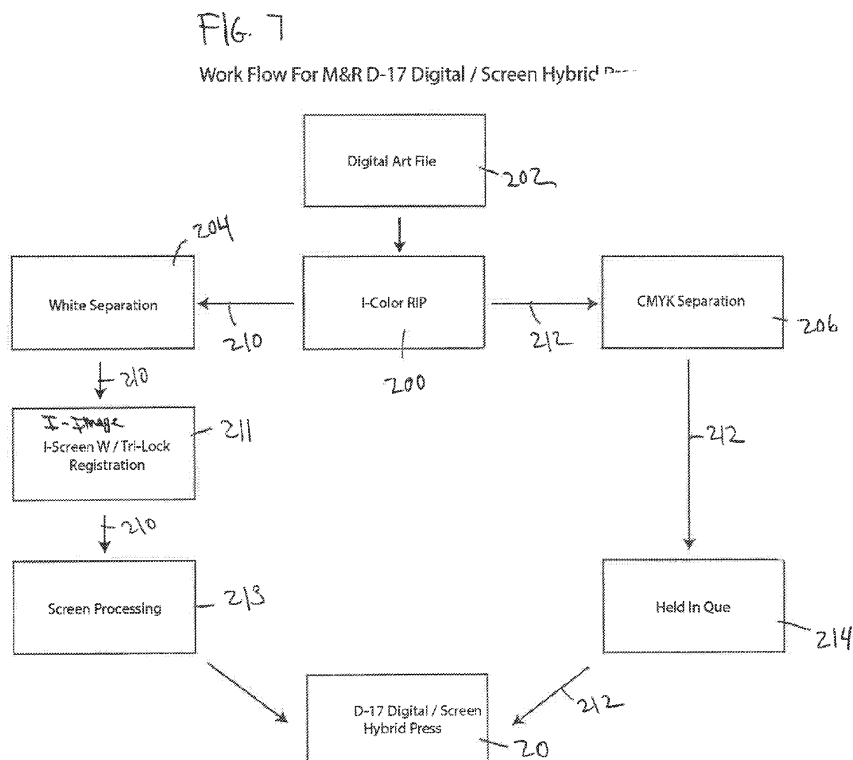 FIG. 7
Work Flow For M&R D-17 Digital / Screen Hybrid
Digital Art File
202
204
White Separation
I-Color RIP
CMYK Separation
210
212
206
200
210
I-Image
I-Screen W / Tri-Lock
Registration
211
212
210
Screen Processing
213
Held In Que
214
212
D-17 Digital / Screen
Hybrid Press
20